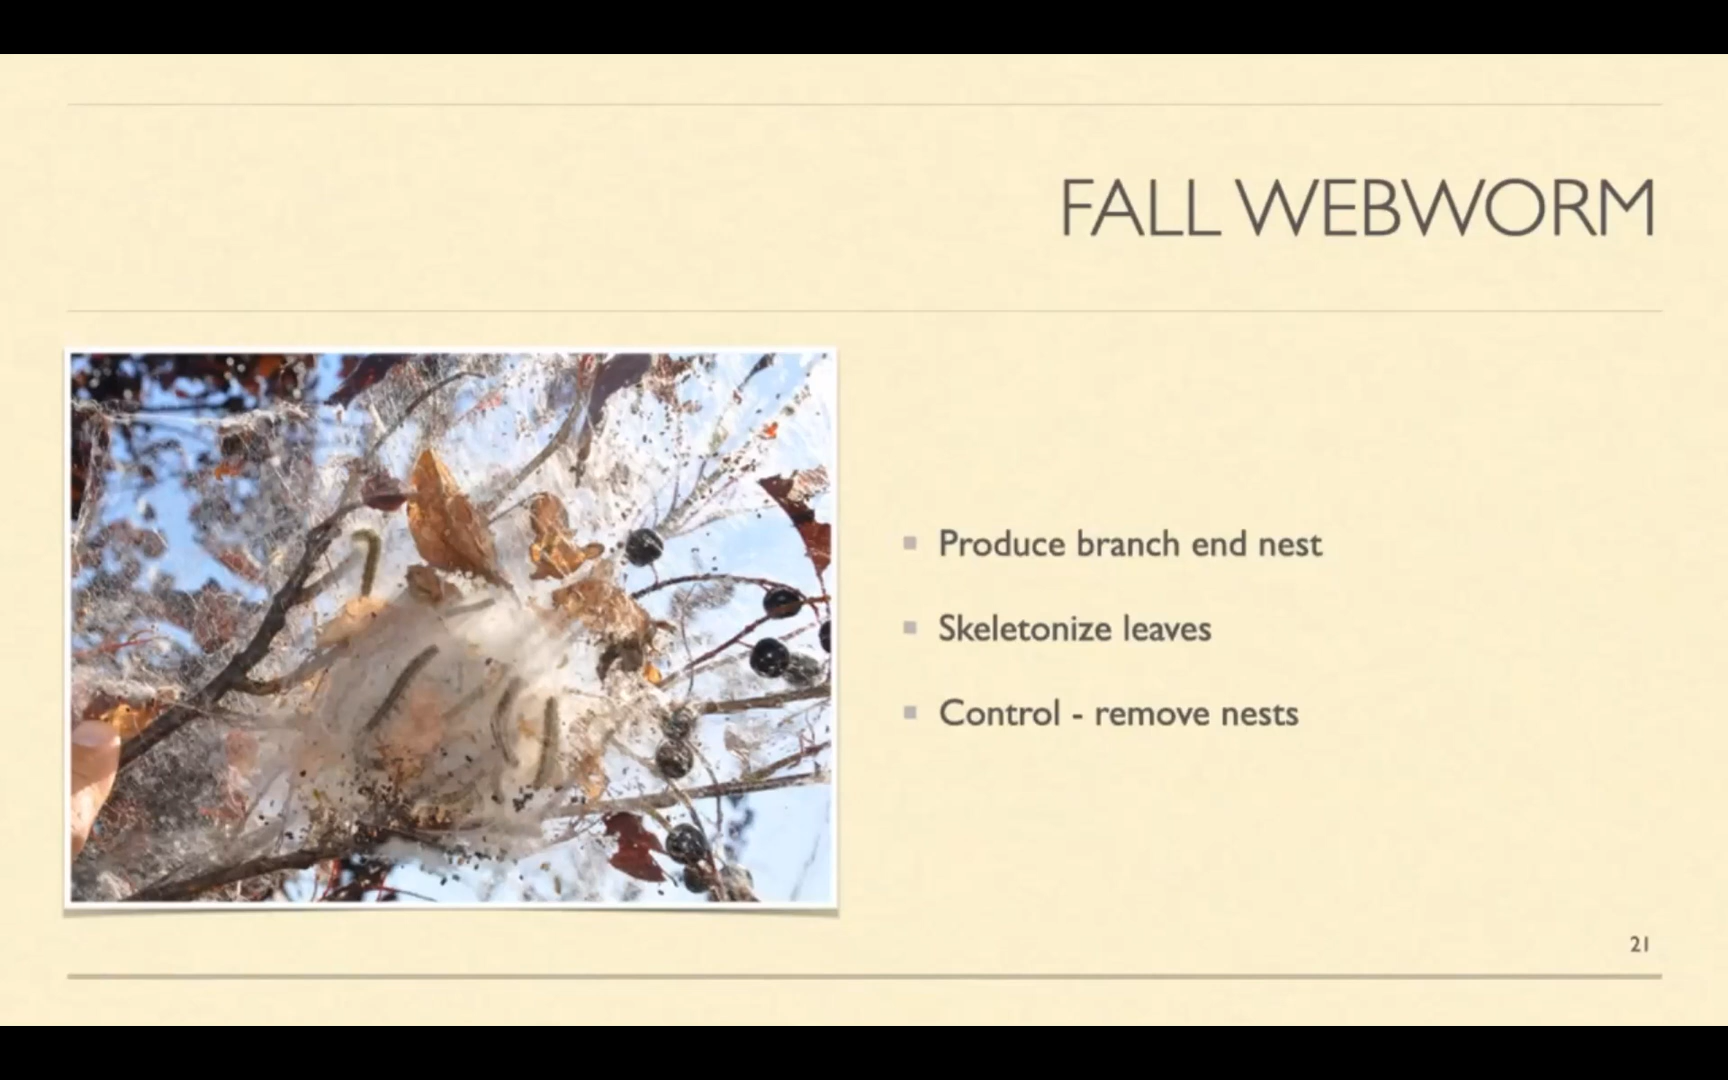 FALL WEBWORM
Produce branch end nest
Skeletonize leaves
Control - remove nests
21